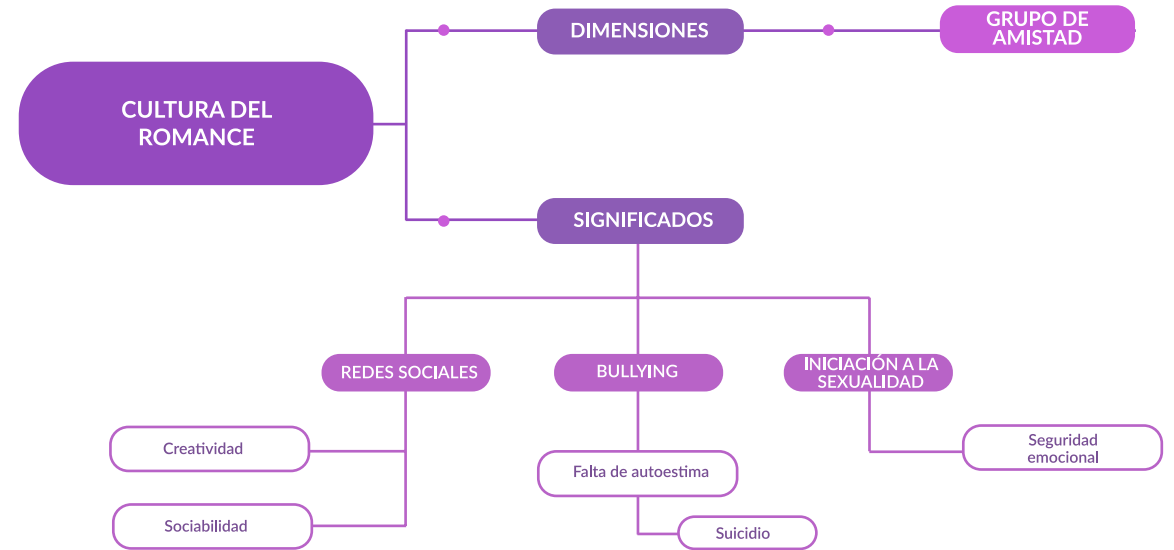 CULTURA DEL
ROMANCE
DIMENSIONES
GRUPO DE
AMISTAD
SIGNIFICADOS
REDES SOCIALES
Creatividad
Sociabilidad
BULLYING
Falta de autoestima
Suicidio
INICIACIÓN A LA
SEXUALIDAD
Seguridad
emocional